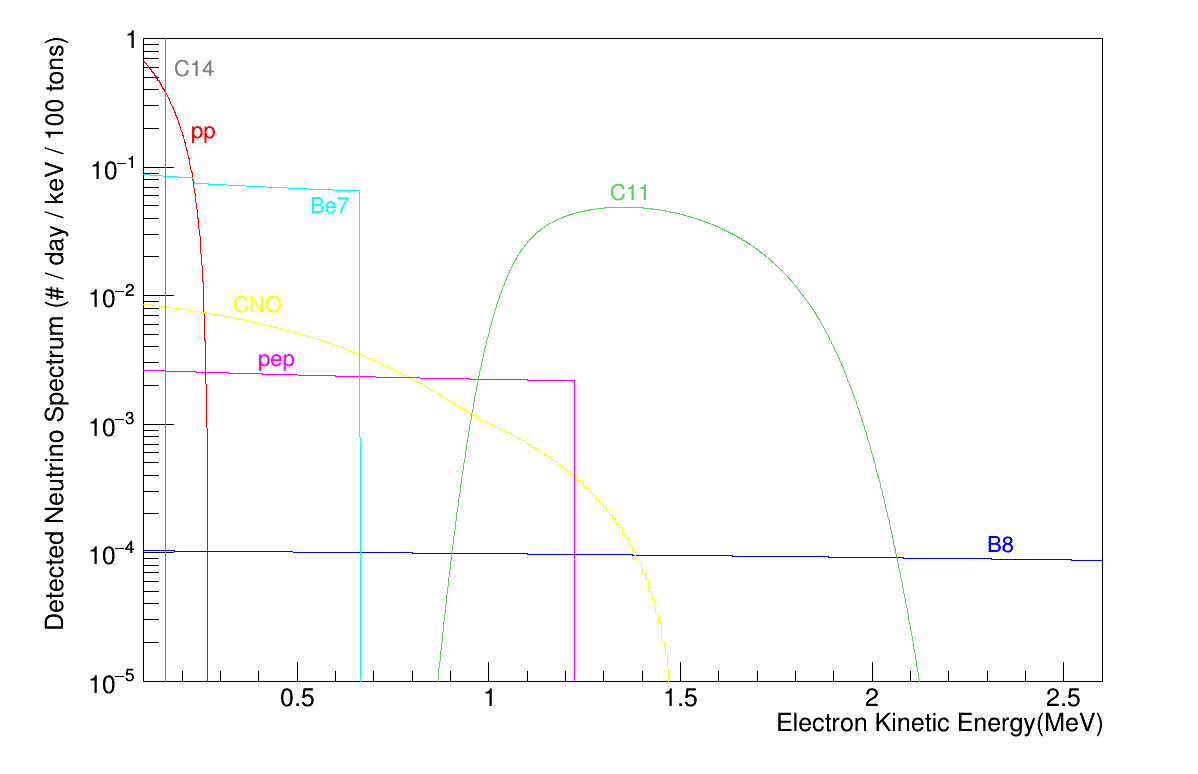 Detected Neutrino Spectrum (# / day / keV / 100 tons)
1
10⁻¹
10⁻²
10⁻³
10⁻⁴
10⁻⁵
C14
pp
Be7
C11
CNO
pep
B8
0.5
1
1.5
2
2.5
Electron Kinetic Energy(MeV)